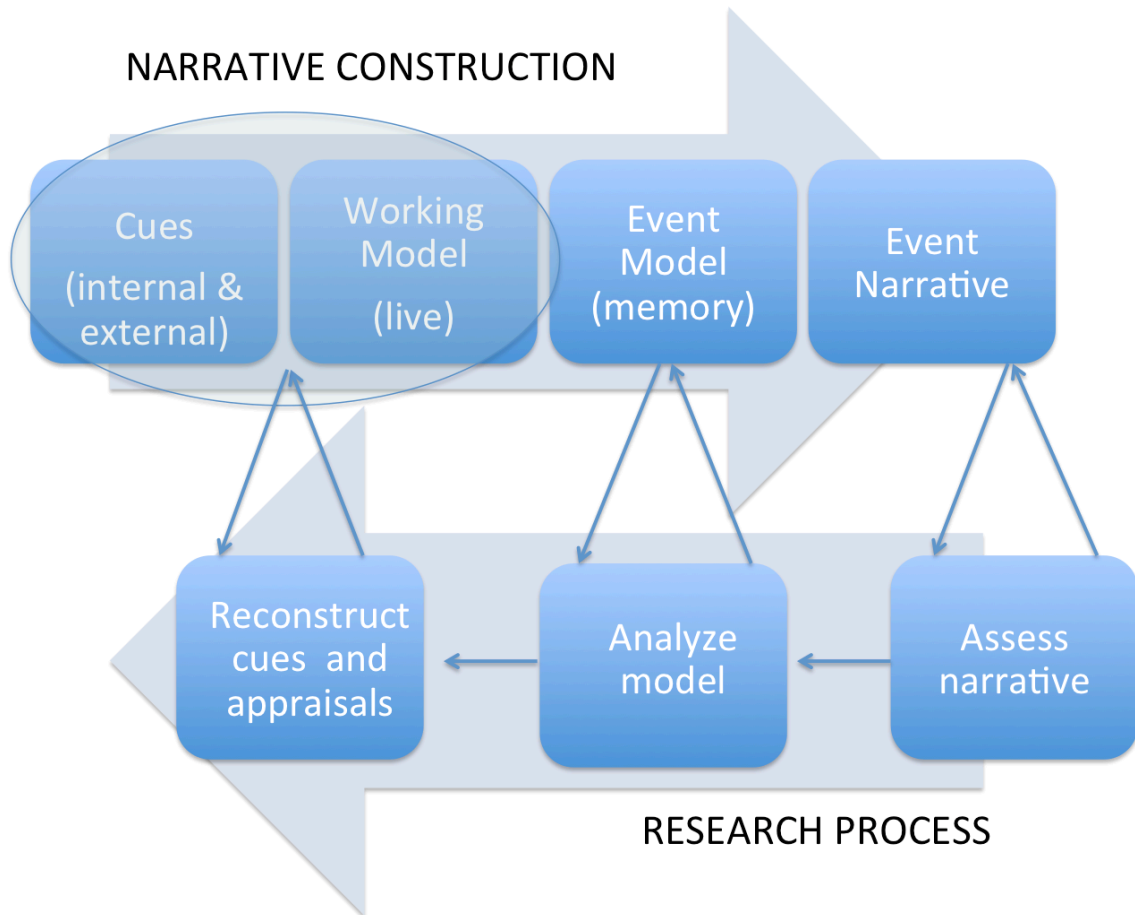 NARRATIVE CONSTRUCTION
Cues
(internal &
external)
Working
Model
(live)
Event
Model
(memory)
Event
Narrative
Reconstruct
cues and
appraisals
Analyze
model
Assess
narrative
RESEARCH PROCESS